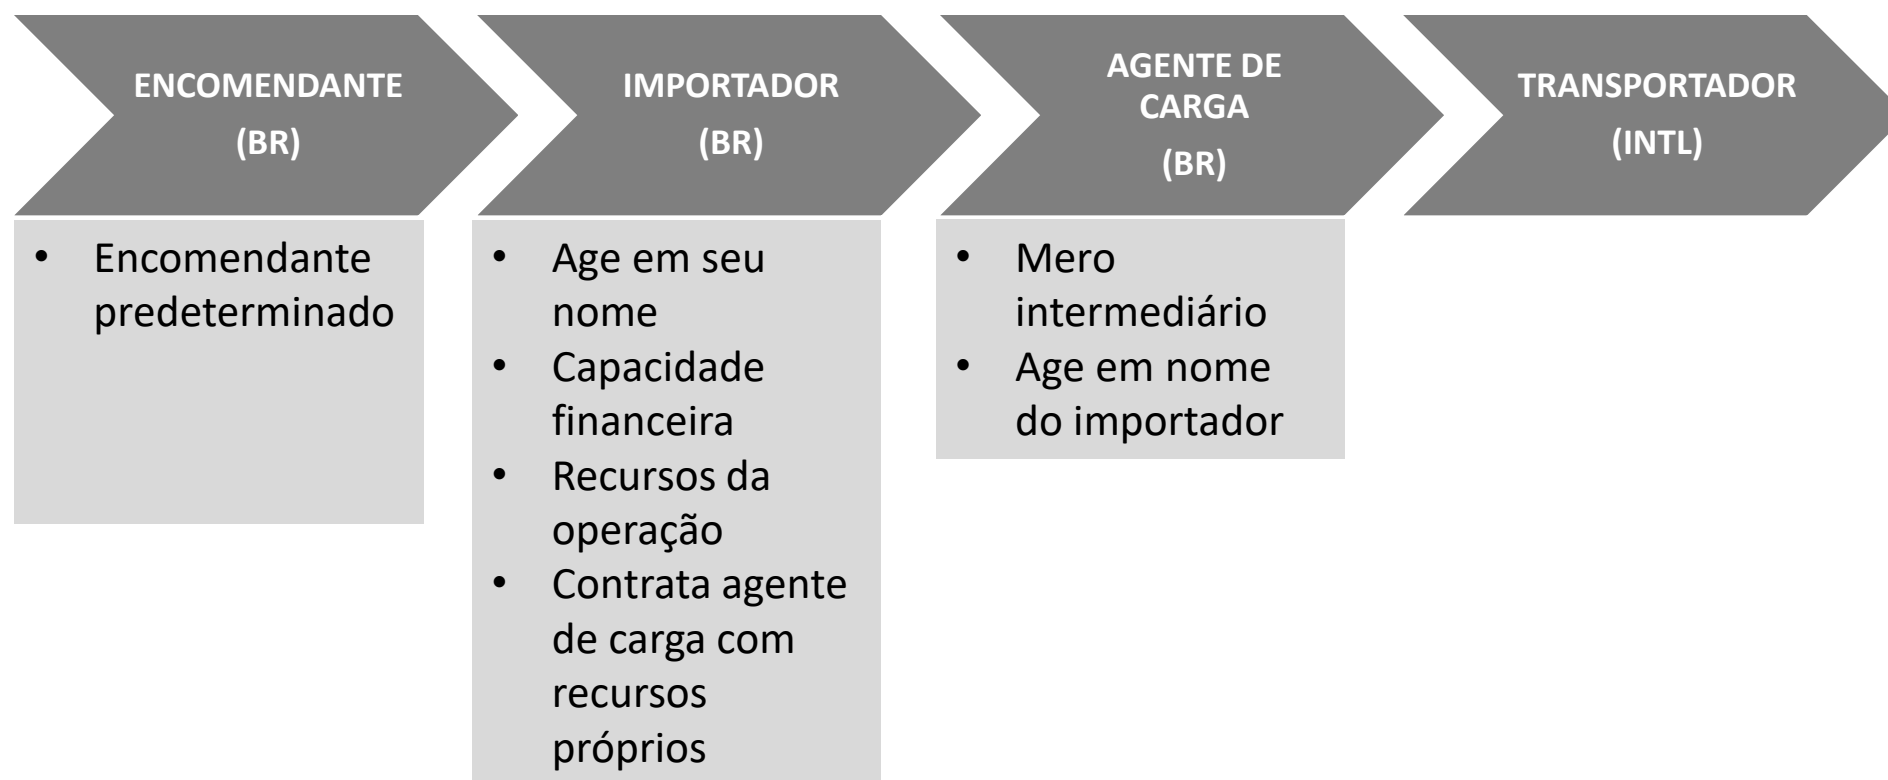 ENCOMENDANTE
(BR)
• Encomendante
predeterminado
IMPORTADOR
(BR)
• Age em seu
nome
• Capacidade
financeira
• Recursos da
operação
• Contrata agente
de carga com
recursos
próprios
AGENTE DE
CARGA
(BR)
• Mero
intermediário
• Age em nome
do importador
TRANSPORTADOR
(INTL)